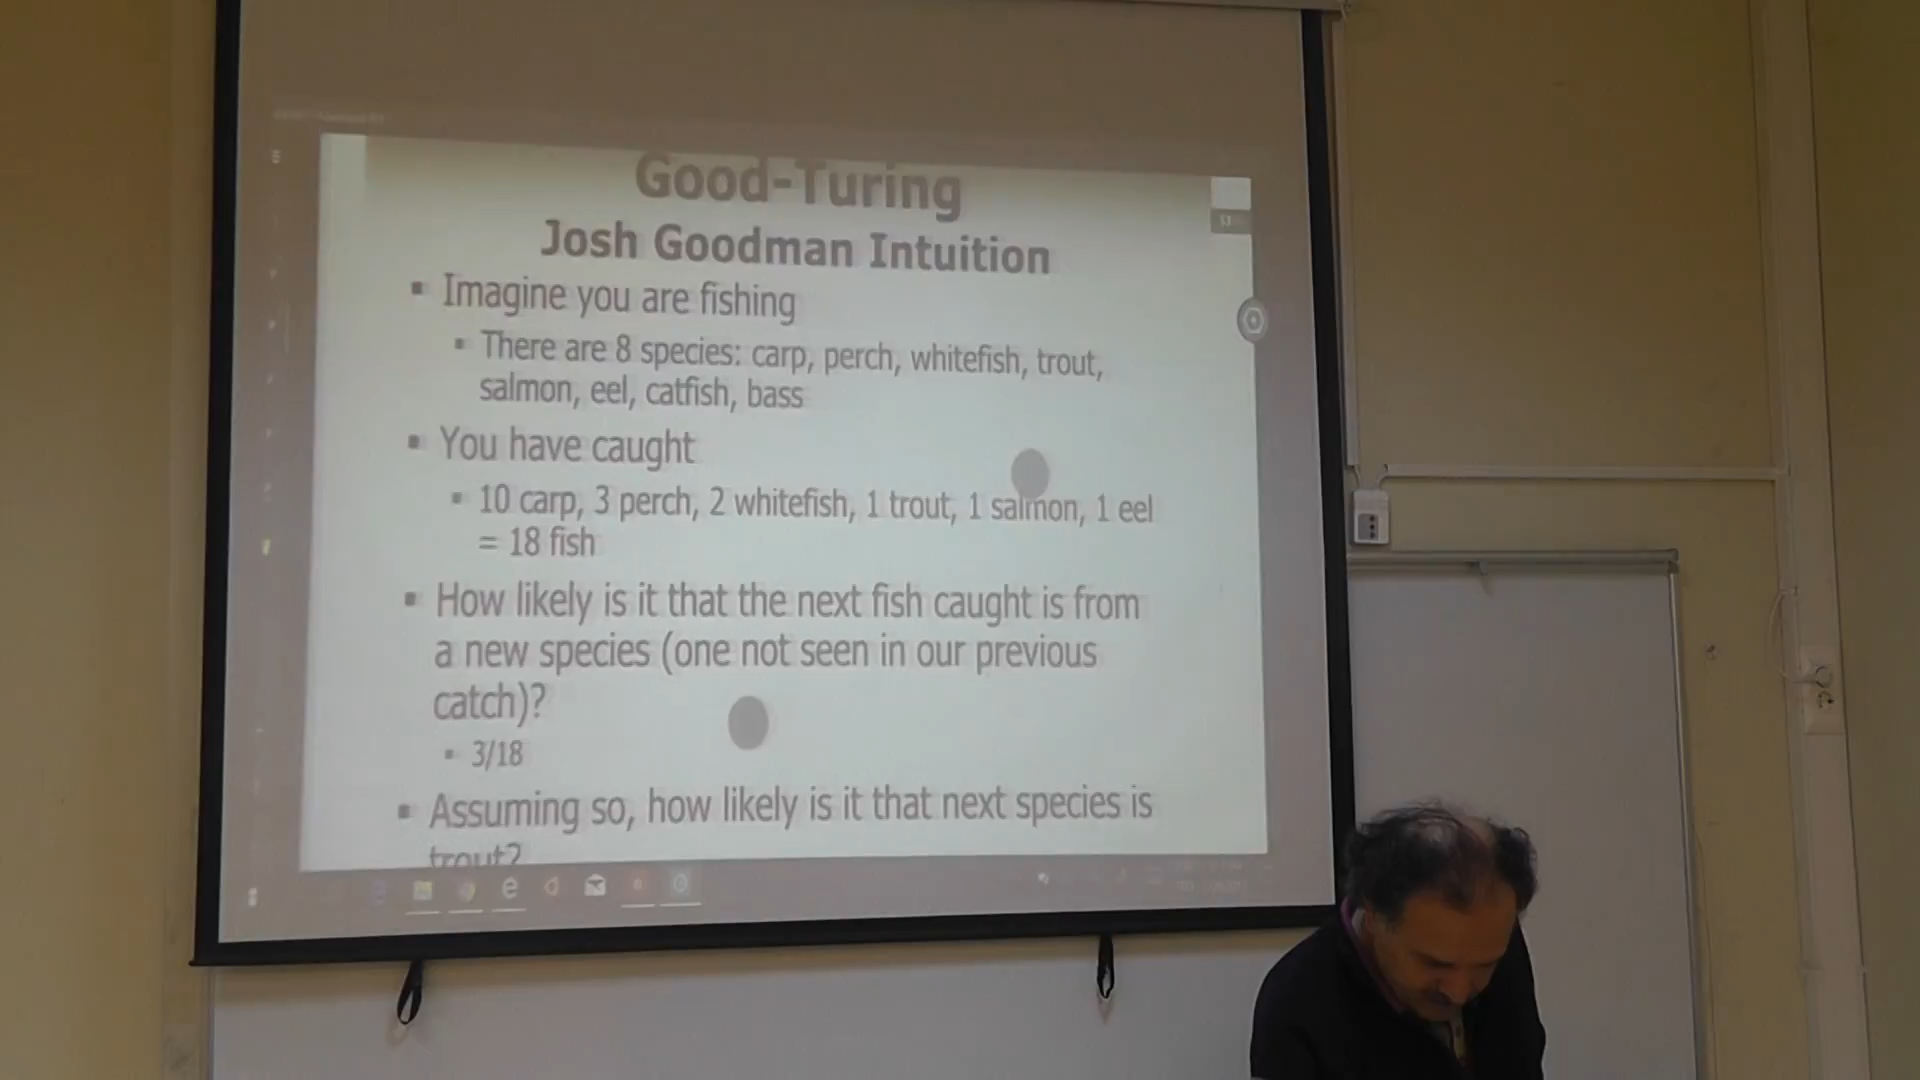 Good-Turing
Josh Goodman Intuition
▪ Imagine you are fishing
▪ There are 8 species: carp, perch, whitefish, trout,
salmon, eel, catfish, bass
▪ You have caught
▪ 10 carp, 3 perch, 2 whitefish, 1 trout, 1 salmon, 1 eel
= 18 fish
▪ How likely is it that the next fish caught is from
a new species (one not seen in our previous
catch)?
▪ 3/18
▪ Assuming so, how likely is it that next species is
trout?